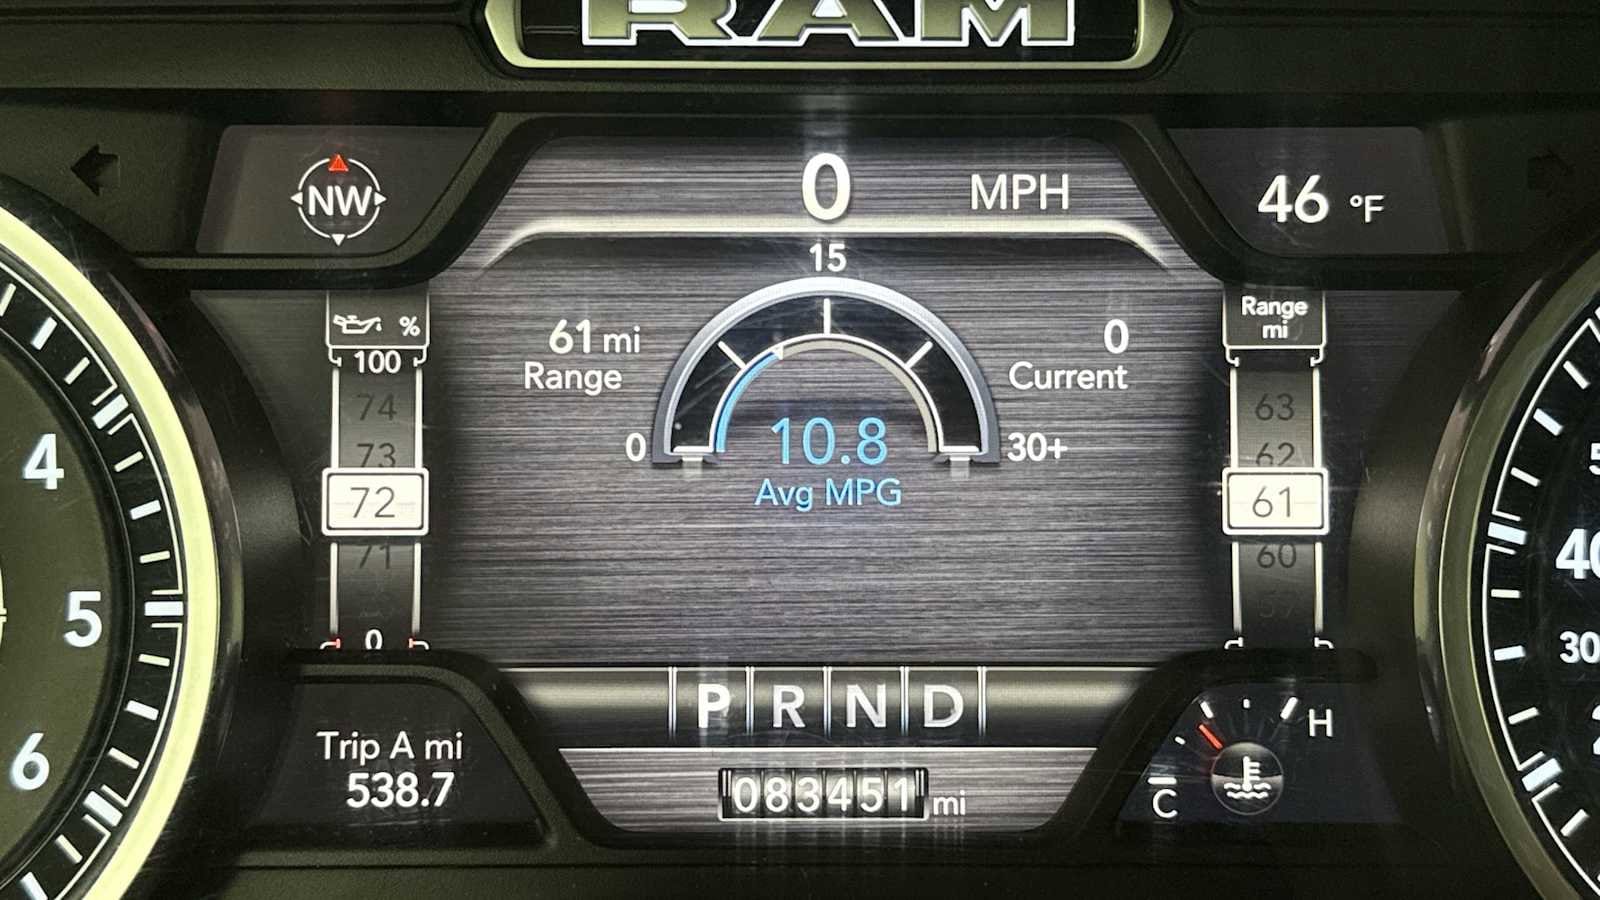 RAM
NW
0 MPH
46 °F
15
%
100
74
73
72
71
0
61 mi
Range
0
10.8
Avg MPG
30+
0
Current
Range
mi
63
62
61
60
59
4
5
6
40
30
P R N D
Trip A mi
538.7
083451 mi
C
H